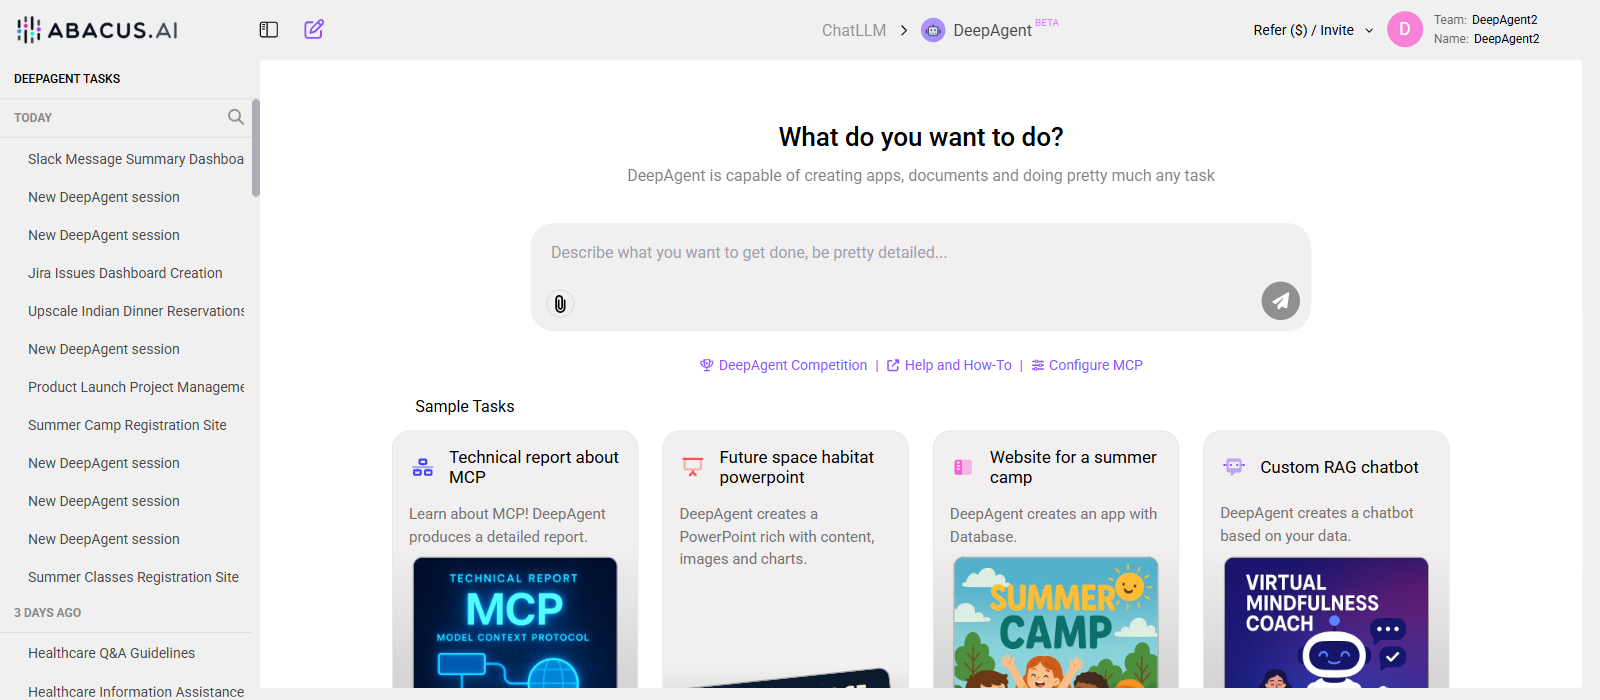 ABACUS.AI
ChatLLM > DeepAgent BETA
Refer ($) / Invite
D
Team: DeepAgent2
Name: DeepAgent2
DEEPAGENT TASKS
TODAY
Slack Message Summary Dashboa
New DeepAgent session
New DeepAgent session
Jira Issues Dashboard Creation
Upscale Indian Dinner Reservations
New DeepAgent session
Product Launch Project Manageme
Summer Camp Registration Site
New DeepAgent session
New DeepAgent session
New DeepAgent session
Summer Classes Registration Site
3 DAYS AGO
Healthcare Q&A Guidelines
Healthcare Information Assistance
What do you want to do?
DeepAgent is capable of creating apps, documents and doing pretty much any task
Describe what you want to get done, be pretty detailed...
DeepAgent Competition | Help and How-To | Configure MCP
Sample Tasks
Technical report about
MCP
Learn about MCP! DeepAgent
produces a detailed report.
TECHNICAL REPORT
MCP
MODEL CONTEXT PROTOCOL
Future space habitat
powerpoint
DeepAgent creates a
PowerPoint rich with content,
images and charts.
Website for a summer
camp
DeepAgent creates an app with
Database.
SUMMER
CAMP
Custom RAG chatbot
DeepAgent creates a chatbot
based on your data.
VIRTUAL
MINDFULNESS
COACH